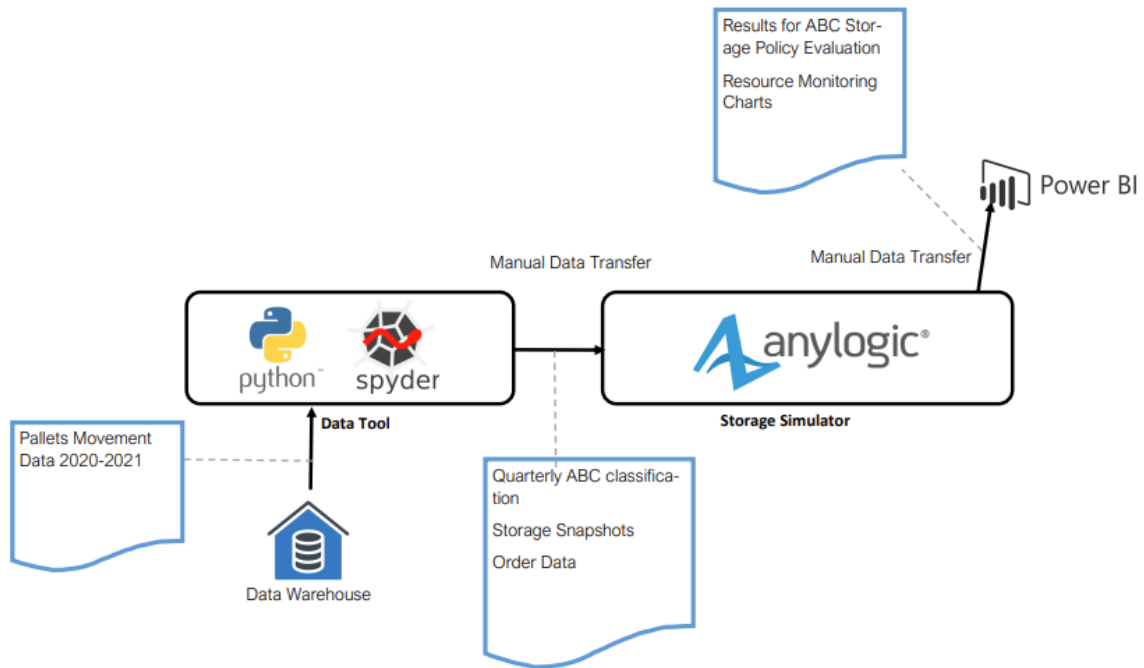 Results for ABC Stor-
age Policy Evaluation
Resource Monitoring
Charts
Power BI
Manual Data Transfer
Manual Data Transfer
python™
spyder
anylogic®
Data Tool
Storage Simulator
Pallets Movement
Data 2020-2021
Quarterly ABC classifica-
tion
Storage Snapshots
Order Data
Data Warehouse